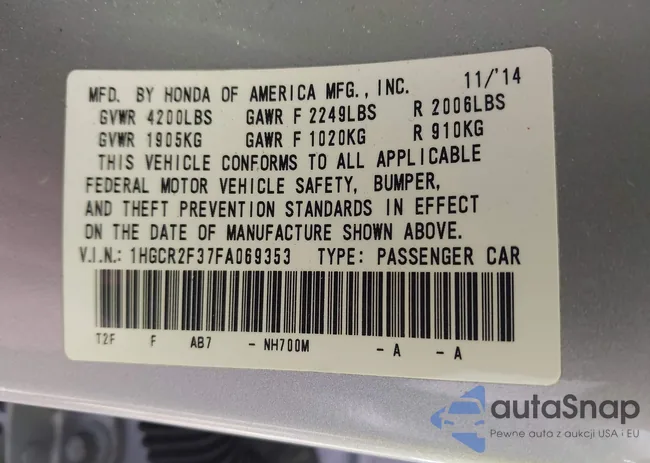 MFD. BY HONDA OF AMERICA MFG., INC. 11/'14
GVWR 4200LBS GAWR F 2249LBS R 2006LBS
GVWR 1905KG GAWR F 1020KG R 910KG
THIS VEHICLE CONFORMS TO ALL APPLICABLE
FEDERAL MOTOR VEHICLE SAFETY, BUMPER,
AND THEFT PREVENTION STANDARDS IN EFFECT
ON THE DATE OF MANUFACTURE SHOWN ABOVE.
V.I.N.: 1HGCR2F37FA069353 TYPE: PASSENGER CAR
T2F F AB7 - NH700M - A - A
autaSnap
Pewne auta z aukcji USA i EU